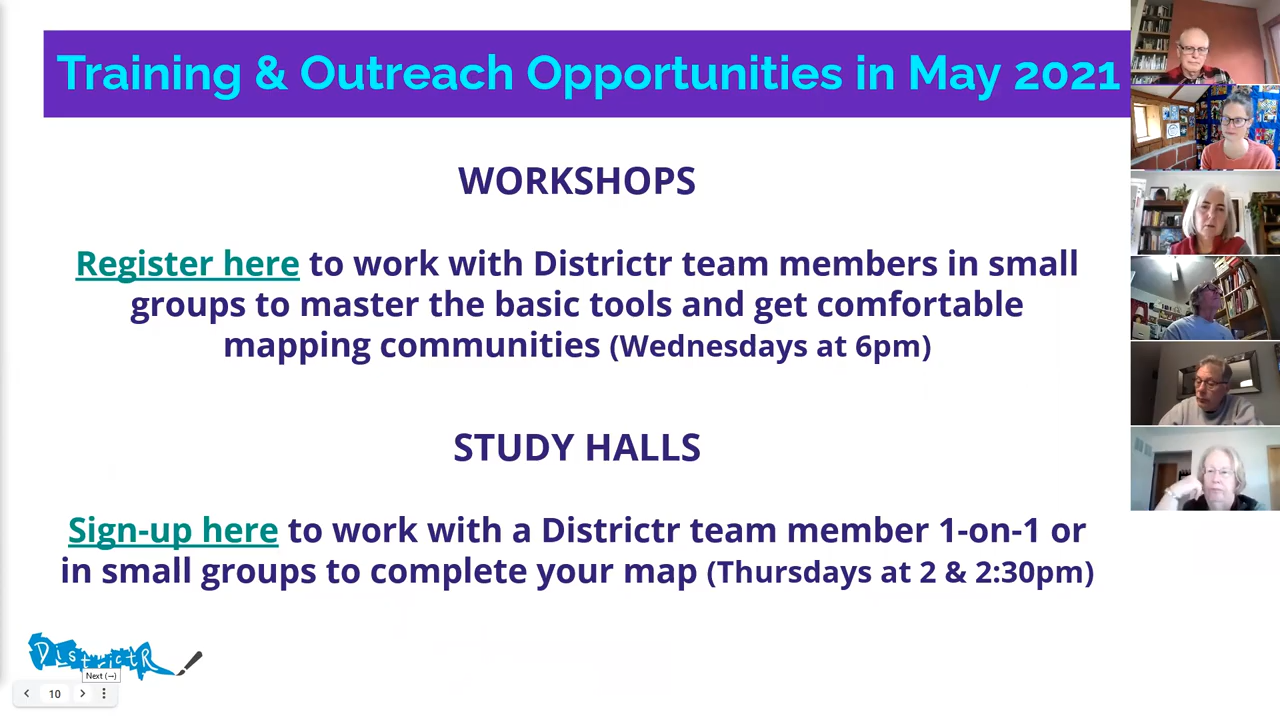 Training & Outreach Opportunities in May 2021
WORKSHOPS
Register here to work with Districtr team members in small
groups to master the basic tools and get comfortable
mapping communities (Wednesdays at 6pm)
STUDY HALLS
Sign-up here to work with a Districtr team member 1-on-1 or
in small groups to complete your map (Thursdays at 2 & 2:30pm)
DistrictR
Next (→)
10